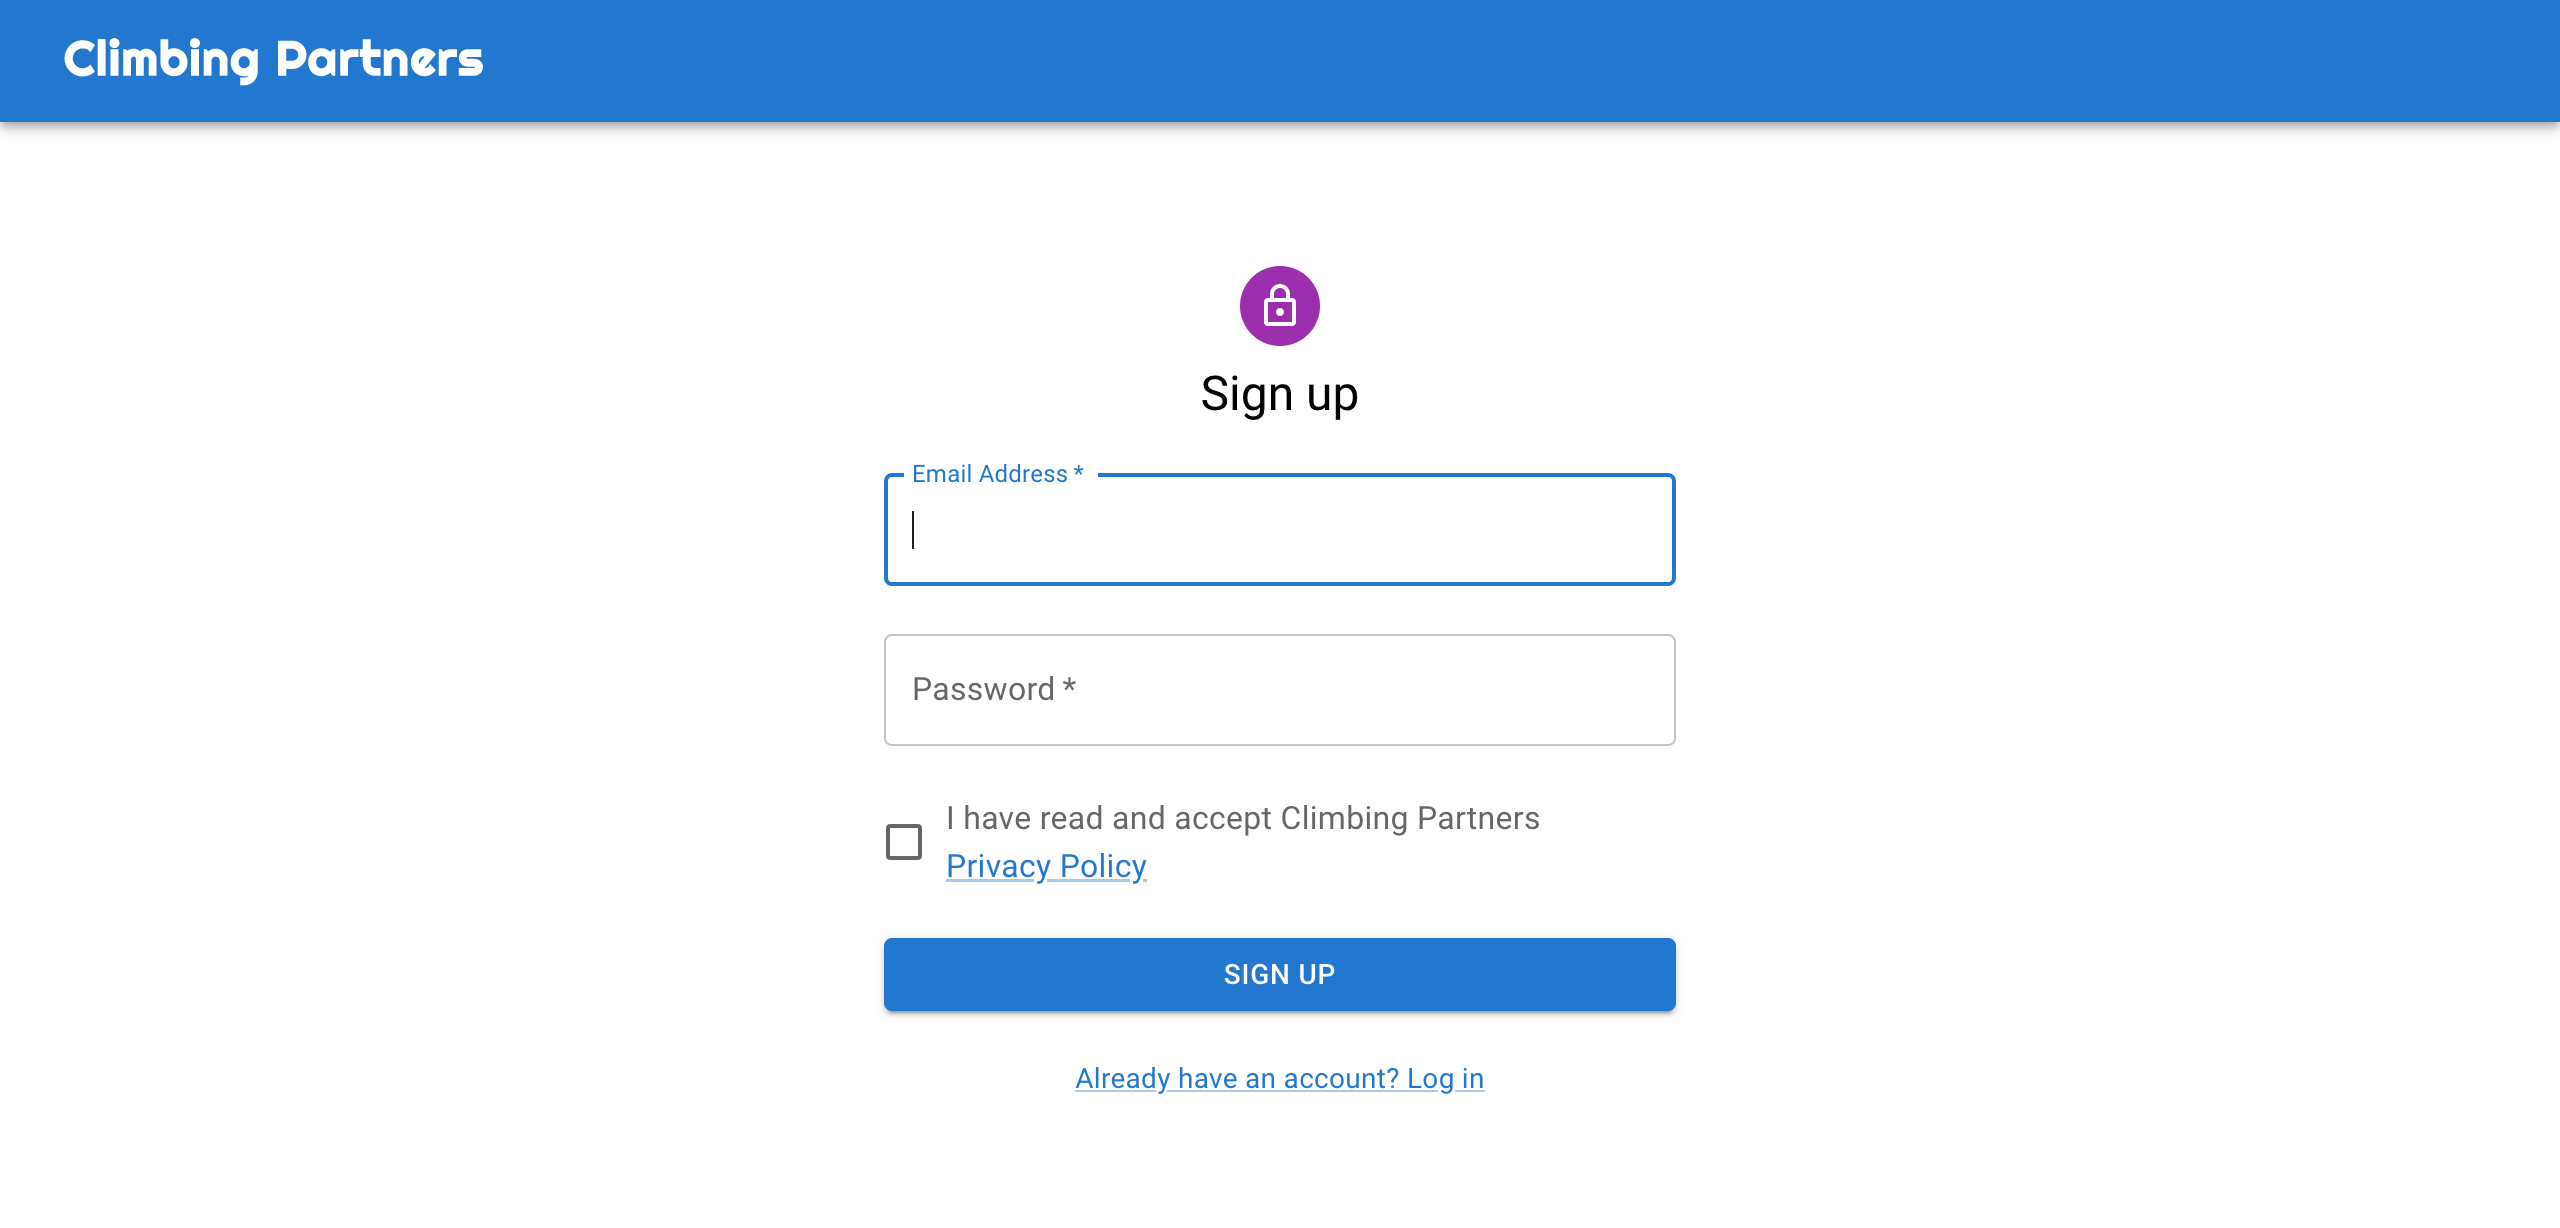 Climbing Partners
Sign up
Email Address *
Password *
I have read and accept Climbing Partners
Privacy Policy
SIGN UP
Already have an account? Log in